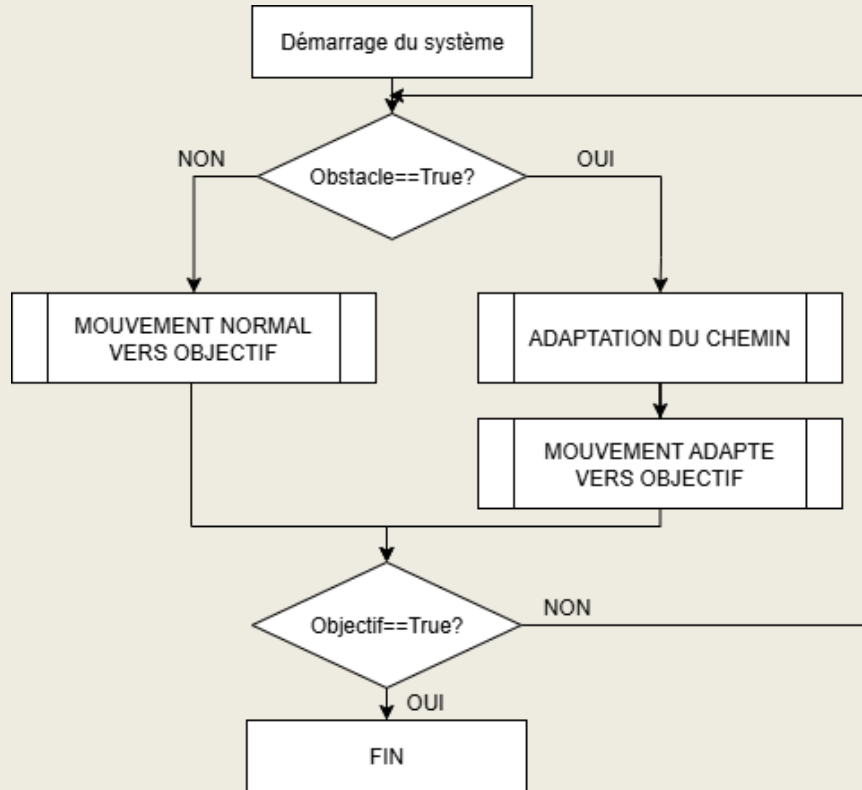 Démarrage du système
NON
OUI
Obstacle==True?
MOUVEMENT NORMAL
VERS OBJECTIF
ADAPTATION DU CHEMIN
MOUVEMENT ADAPTE
VERS OBJECTIF
Objectif==True?
NON
OUI
FIN